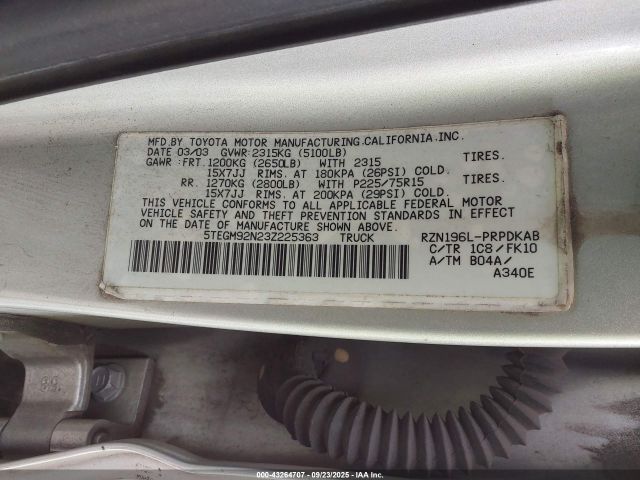 MFD.BY TOYOTA MOTOR MANUFACTURING.CALIFORNIA.INC.
DATE 03/03 GVWR:2315KG (5100LB)
GAWR:FRT.1200KG (2650LB) WITH 2315 TIRES.
15X7JJ RIMS. AT 180KPA (26PSI) COLD.
RR. 1270KG (2800LB) WITH P225/75R15 TIRES.
15X7JJ RIMS. AT 200KPA (29PSI) COLD.
THIS VEHICLE CONFORMS TO ALL APPLICABLE FEDERAL MOTOR
VEHICLE SAFETY AND THEFT PREVENTION STANDARDS IN EFFECT
ON THE DATE OF MANUFACTURE SHOWN ABOVE.
5TEGM92N23Z225363 TRUCK RZN196L-PRPDKAB
C/TR 1C8/FK10
A/TM B04A/
A340E
000-43264707 - 09/23/2025 - IAAI, Inc.